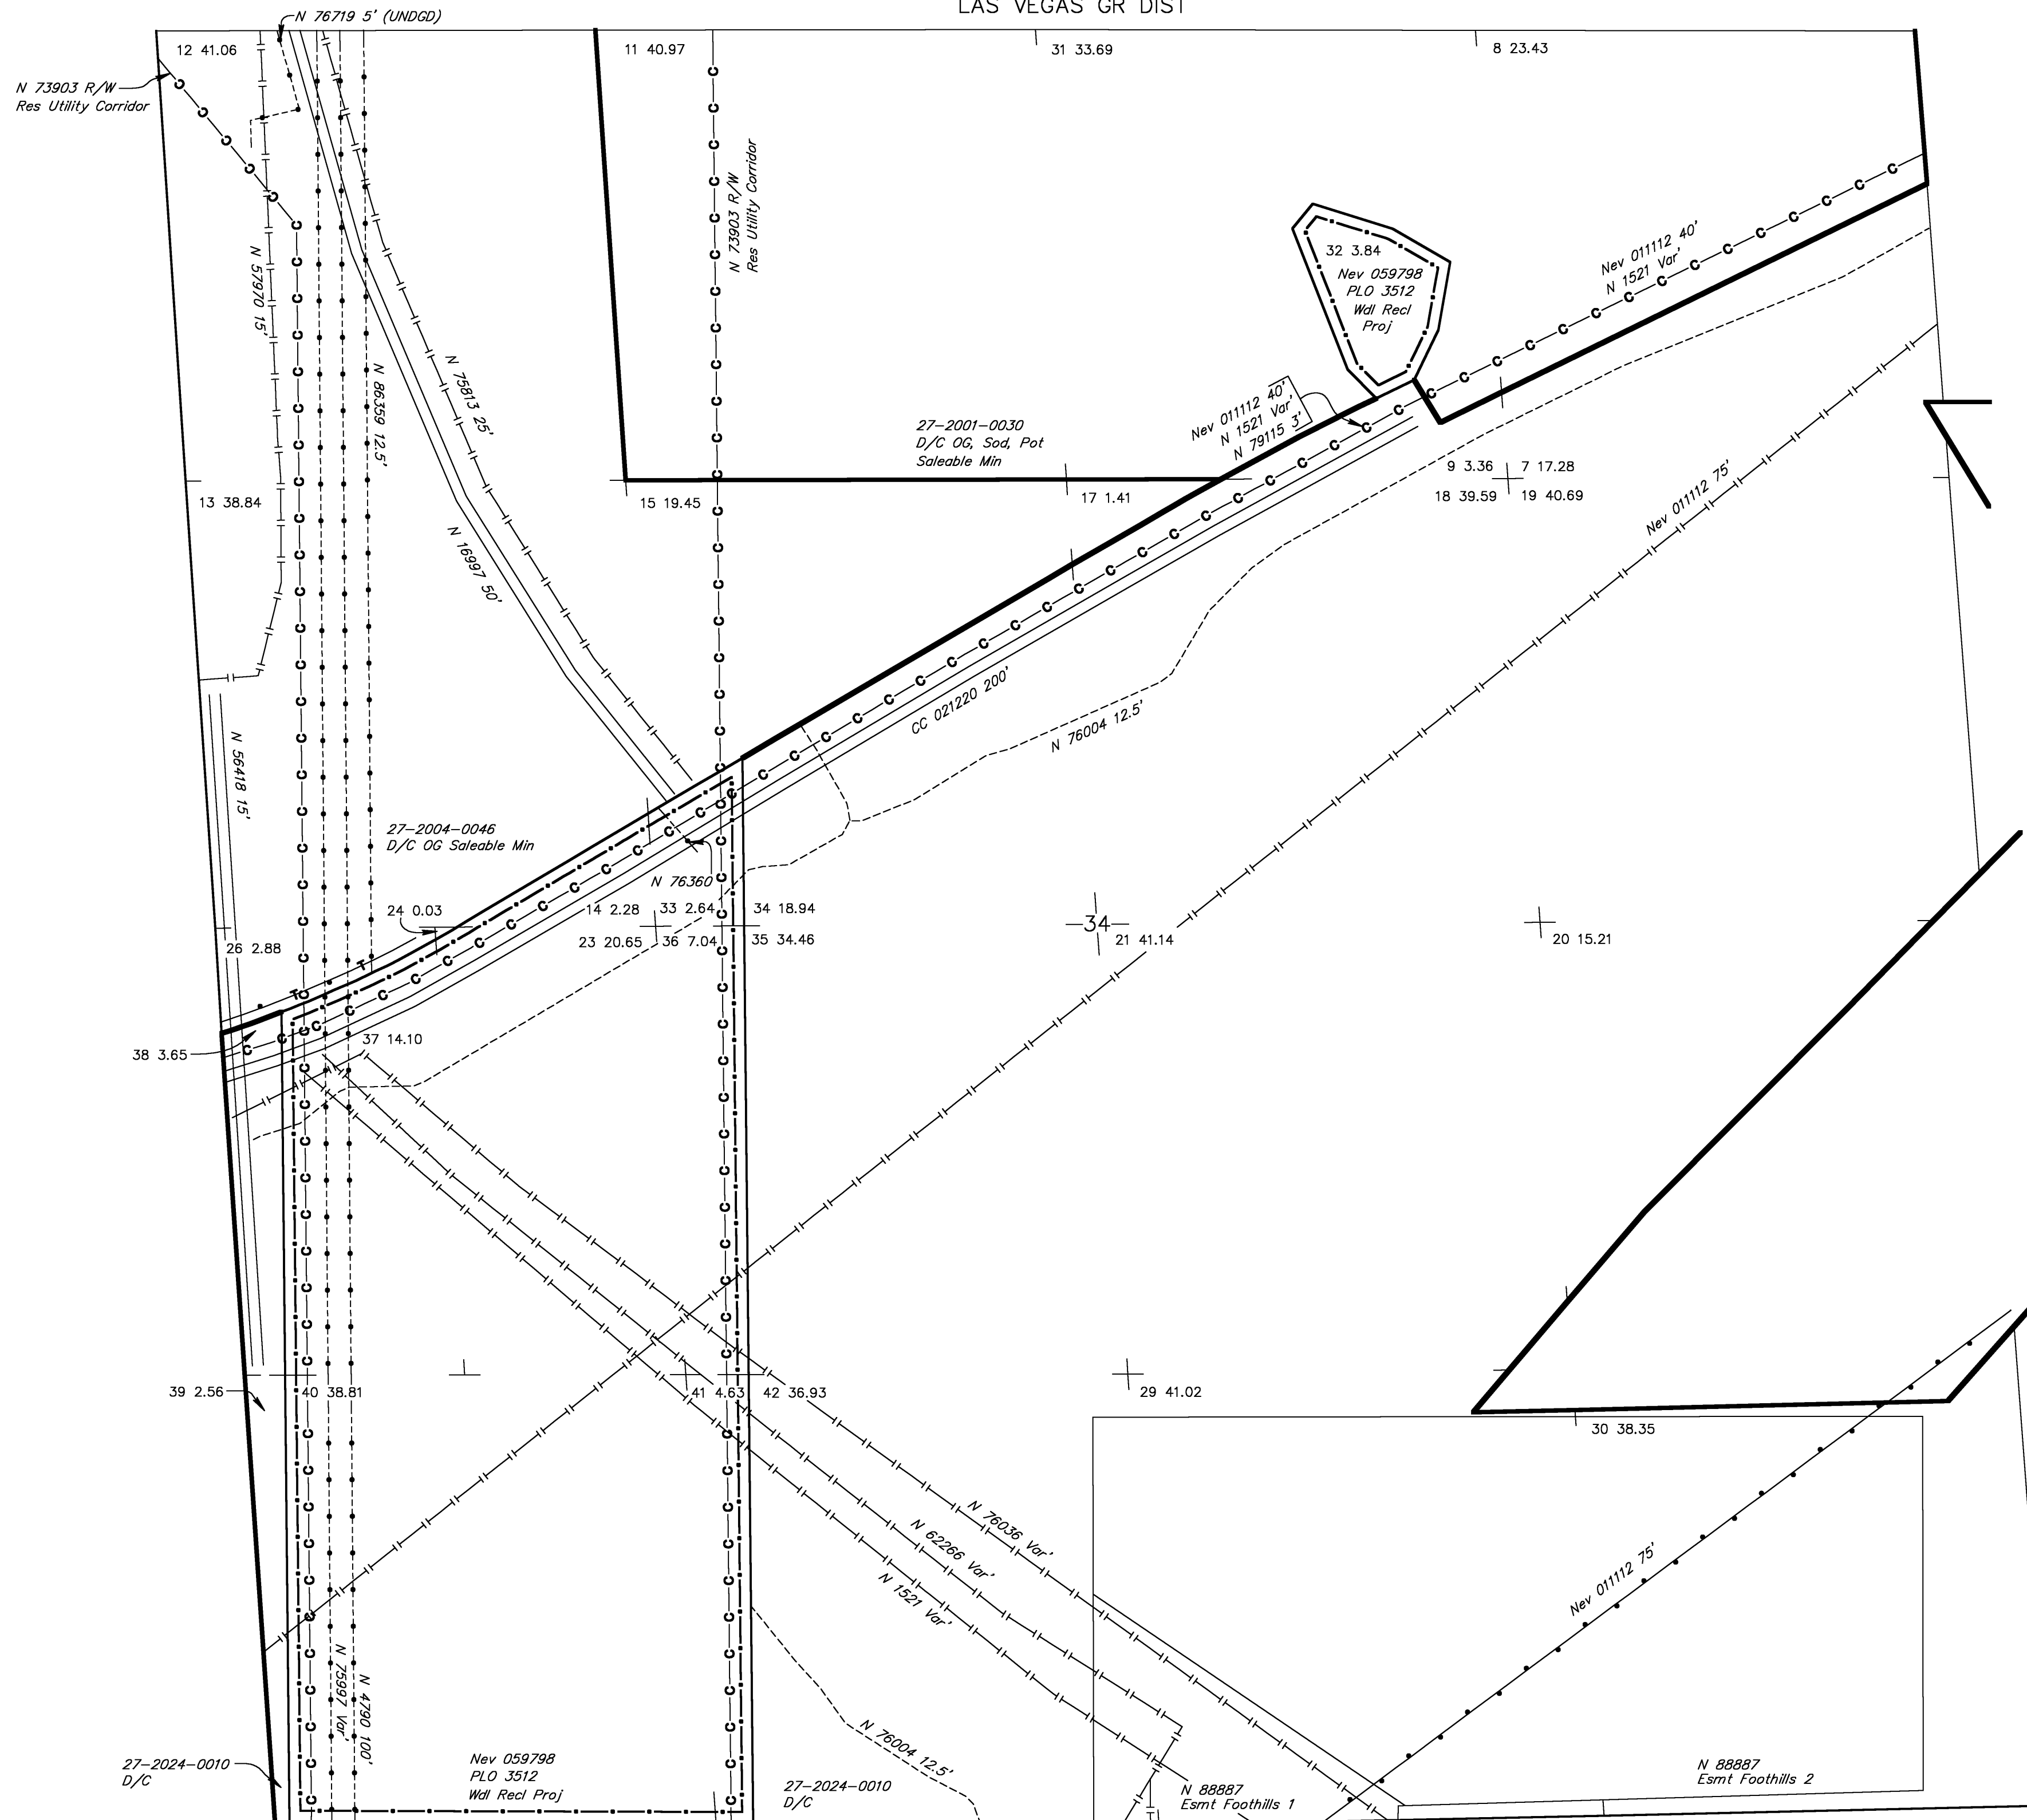 LAS VEGAS GR DIST
N 76719 5' (UNDGD)
12 41.06
11 40.97
31 33.69
8 23.43
N 73903 R/W
Res Utility Corridor
N 73903 R/W
Res Utility Corridor
N 57970 15'
N 86359 12.5'
N 75813 25'
32 3.84
Nev 059798
PLO 3512
Wdl Recl
Proj
Nev 011112 40'
N 1521 Var'
Nev 011112 40'
N 1521 Var'
N 79115 3'
27-2001-0030
D/C OG, Sod, Pot
Saleable Min
9 3.36
7 17.28
18 39.59
19 40.69
13 38.84
15 19.45
17 1.41
N 16997 50'
Nev 011112 75'
CC 021220 200'
N 76004 12.5'
N 56418 15'
27-2004-0046
D/C OG Saleable Min
N 76360
24 0.03
14 2.28
33 2.64
34 18.94
23 20.65
36 7.04
35 34.46
34
21 41.14
20 15.21
26 2.88
38 3.65
37 14.10
39 2.56
40 38.81
41 4.63
42 36.93
29 41.02
30 38.35
N 76036 Var'
N 62266 Var'
N 1521 Var'
Nev 011112 75'
N 75997 Var'
N 4790 100'
N 76004 12.5'
27-2024-0010
D/C
Nev 059798
PLO 3512
Wdl Recl Proj
27-2024-0010
D/C
N 88887
Esmt Foothills 1
N 88887
Esmt Foothills 2